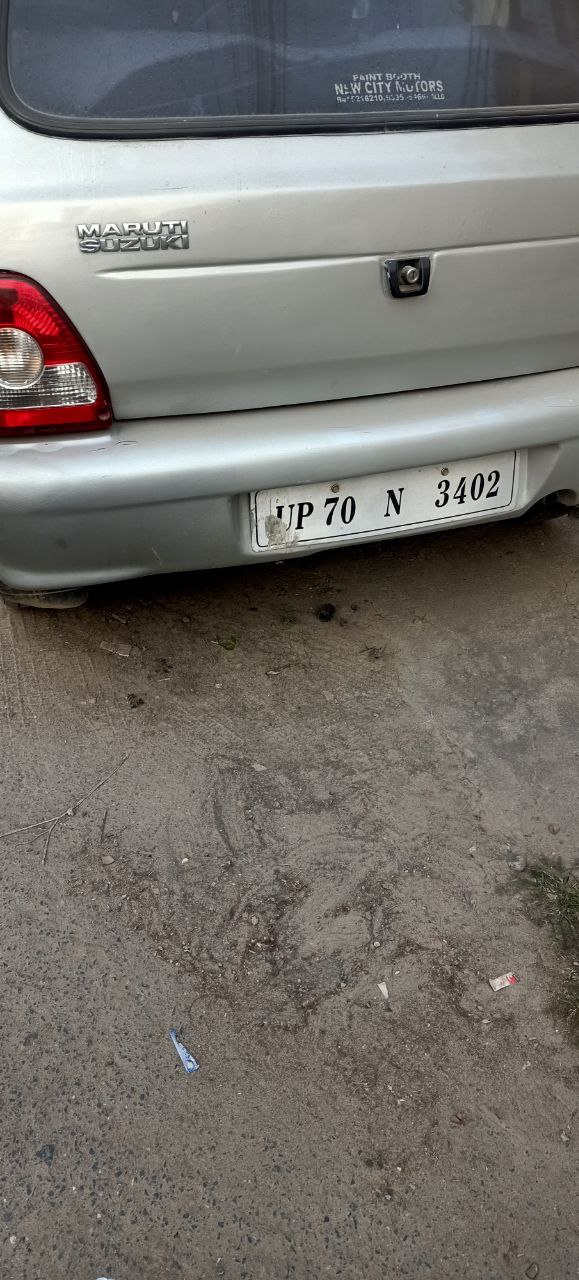 PAINT BOOTH
NEW CITY MOTORS
MARUTI
SUZUKI
UP 70 N 3402